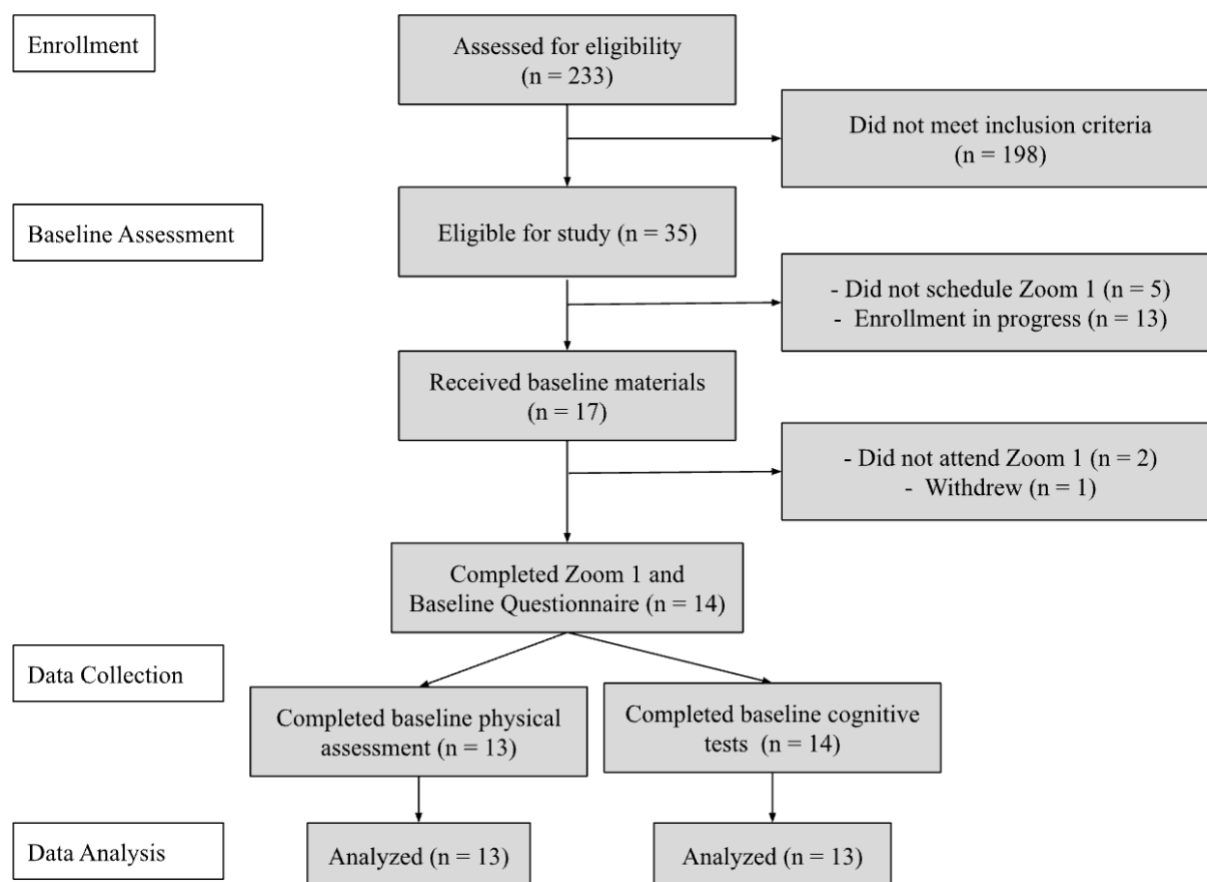 Enrollment
Assessed for eligibility
(n = 233)
Did not meet inclusion criteria
(n = 198)
Baseline Assessment
Eligible for study (n = 35)
- Did not schedule Zoom 1 (n = 5)
- Enrollment in progress (n = 13)
Received baseline materials
(n = 17)
- Did not attend Zoom 1 (n = 2)
- Withdrew (n = 1)
Completed Zoom 1 and
Baseline Questionnaire (n = 14)
Data Collection
Completed baseline physical
assessment (n = 13)
Completed baseline cognitive
tests (n = 14)
Data Analysis
Analyzed (n = 13)
Analyzed (n = 13)